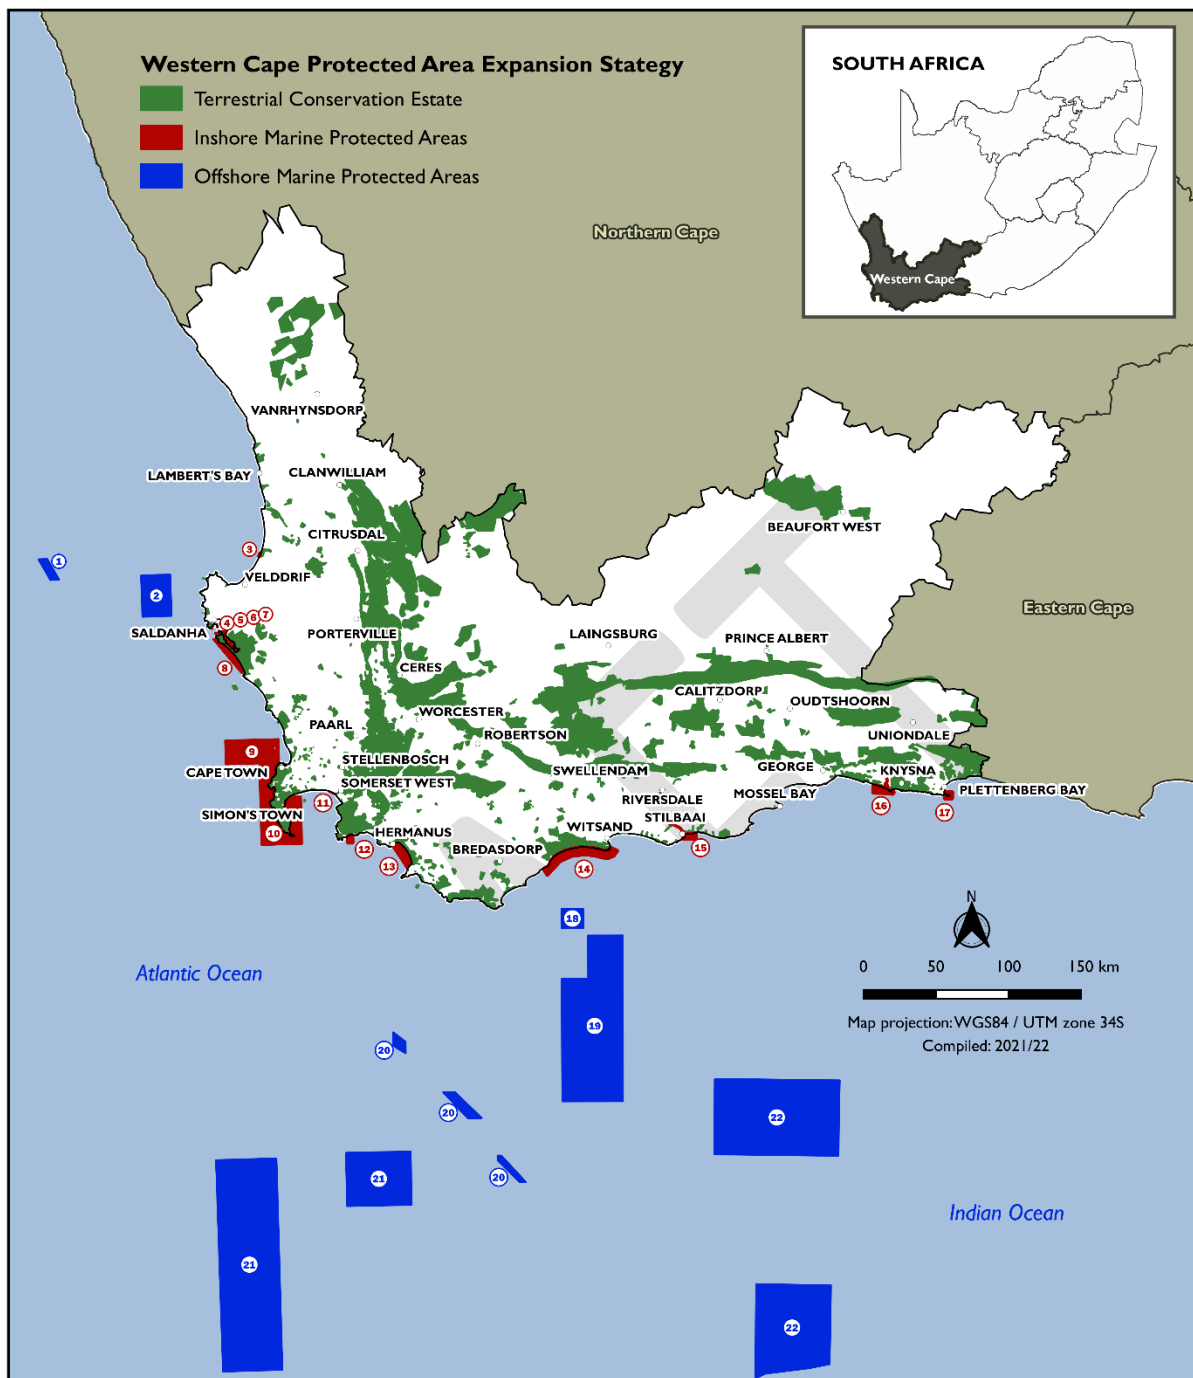 Western Cape Protected Area Expansion Stategy
Terrestrial Conservation Estate
Inshore Marine Protected Areas
Offshore Marine Protected Areas
SOUTH AFRICA
Western Cape
Northern Cape
VANRHYNSDORP
LAMBERT'S BAY
CLANWILLIAM
BEAUFORT WEST
CITRUSDAL
3
1
VELDDRIF
2
Eastern Cape
4 5 6 7
SALDANHA
PORTERVILLE
LAINGSBURG
PRINCE ALBERT
8
CERES
CALITZDORP
OUDTSHOORN
WORCESTER
PAARL
ROBERTSON
UNIONDALE
9
STELLENBOSCH
CAPE TOWN
SWELLENDAM
GEORGE
KNYSNA
SOMERSET WEST
PLETTENBERG BAY
RIVERSDALE
MOSSEL BAY
11
16
17
SIMON'S TOWN
STILBAAI
10
HERMANUS
WITSAND
12
BREDASDORP
15
13
14
N
18
Atlantic Ocean
0 50 100 150 km
Map projection: WGS84 / UTM zone 34S
Compiled: 2021/22
19
20
20
22
20
21
Indian Ocean
21
22